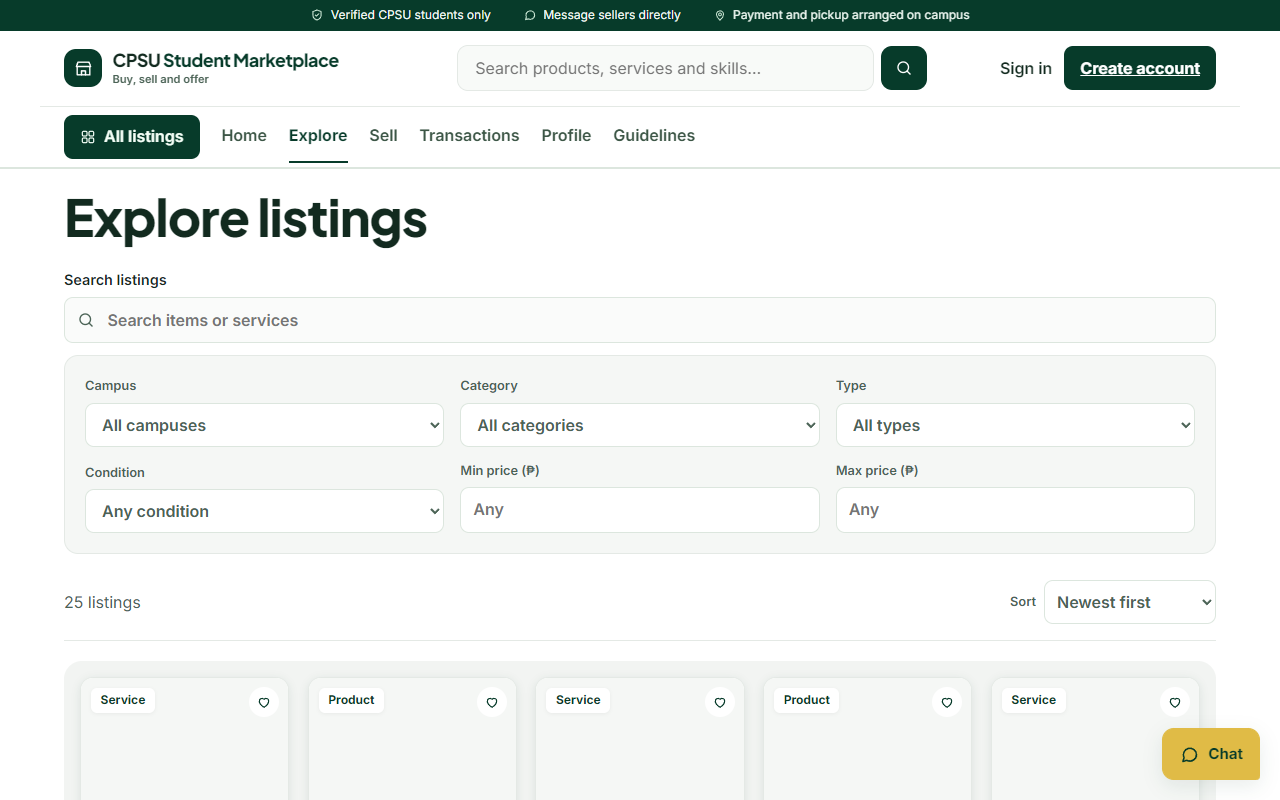 Verified CPSU students only
Message sellers directly
Payment and pickup arranged on campus
CPSU Student Marketplace
Buy, sell and offer
Search products, services and skills...
Sign in
Create account
All listings
Home
Explore
Sell
Transactions
Profile
Guidelines
Explore listings
Search listings
Search items or services
Campus
Category
Type
All campuses
All categories
All types
Condition
Min price (₱)
Max price (₱)
Any condition
Any
Any
25 listings
Sort
Newest first
Service
Product
Service
Product
Service
Chat